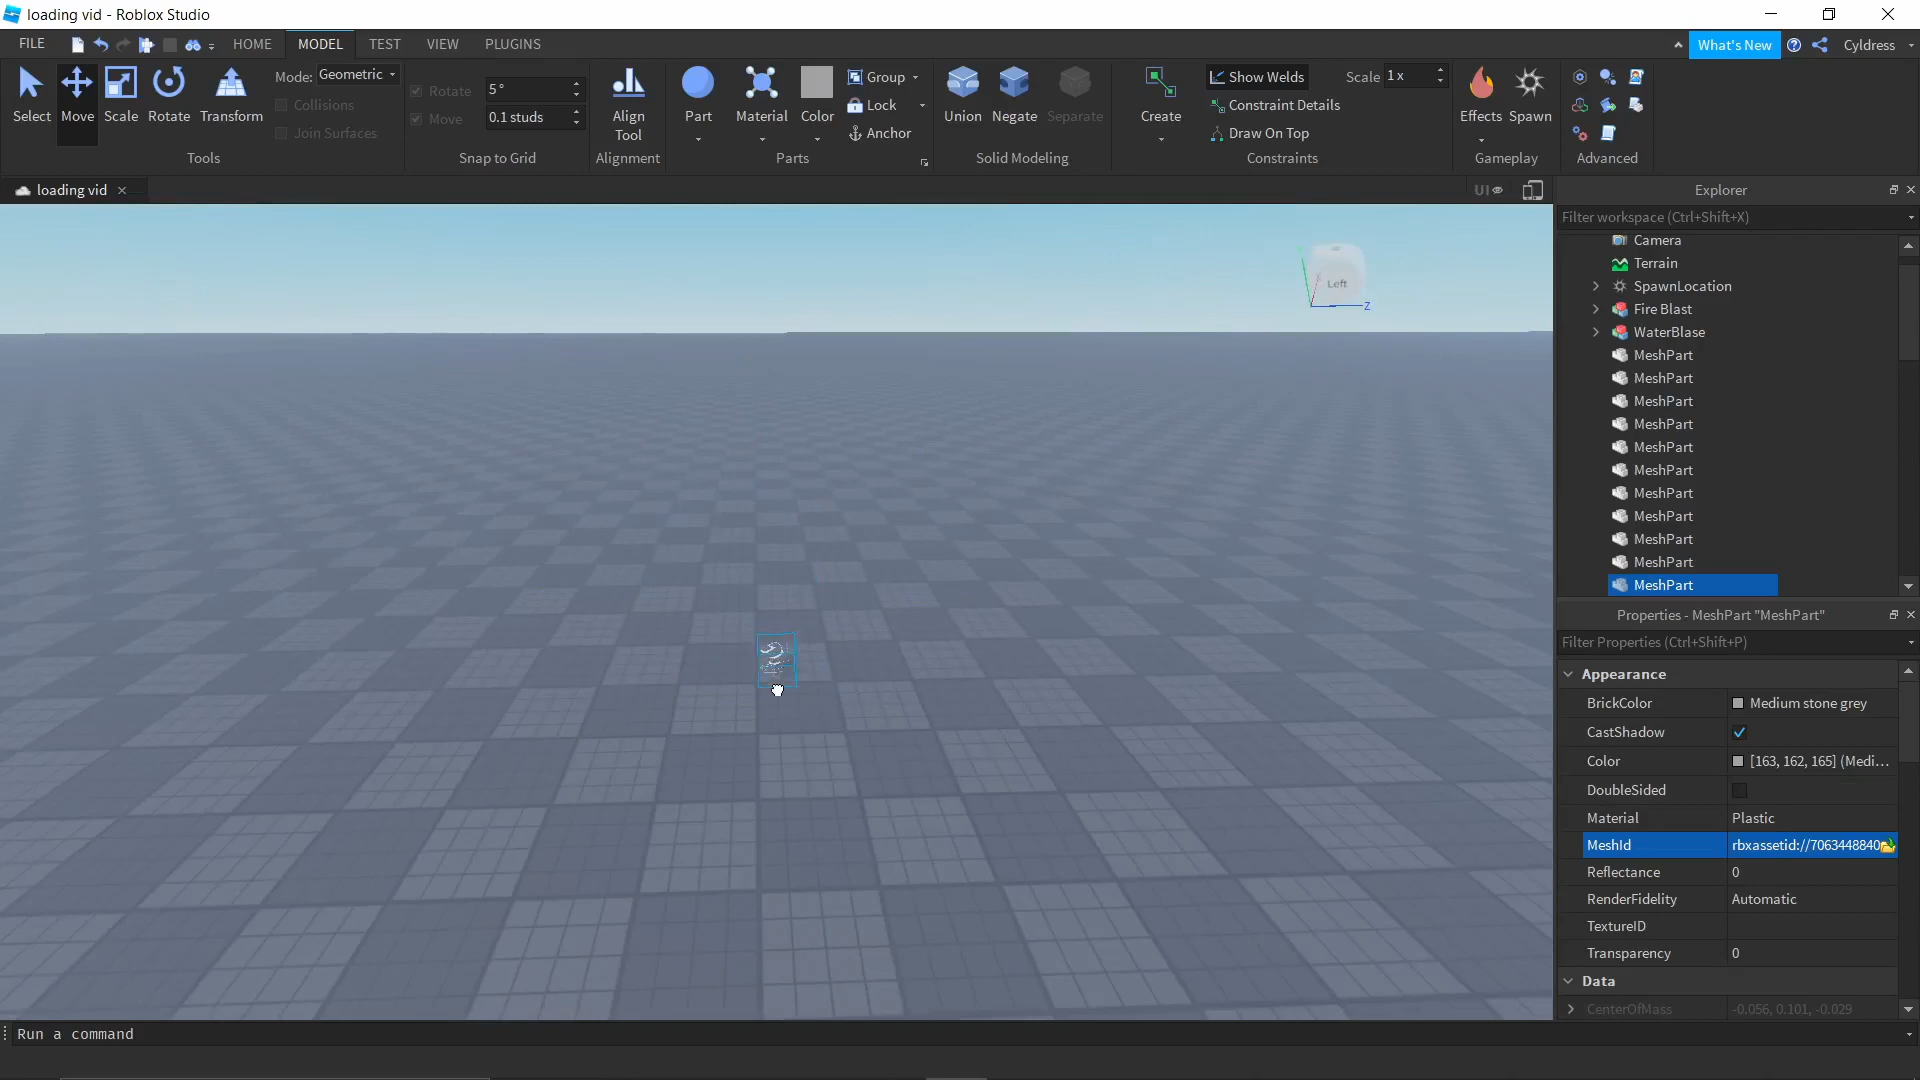 loading vid - Roblox Studio
FILE
HOME
MODEL
TEST
VIEW
PLUGINS
What's New
Cyldress
Select
Move
Scale
Rotate
Transform
Mode:
Geometric
Collisions
Join Surfaces
Tools
Rotate
5 °
Move
0.1 studs
Snap to Grid
Align
Tool
Alignment
Part
Material
Color
Group
Lock
Anchor
Parts
Union
Negate
Separate
Solid Modeling
Create
Show Welds
Scale
1 x
Constraint Details
Draw On Top
Constraints
Effects
Spawn
Gameplay
Advanced
loading vid
UI
Explorer
Filter workspace (Ctrl+Shift+X)
Camera
Terrain
SpawnLocation
Fire Blast
WaterBlase
MeshPart
MeshPart
MeshPart
MeshPart
MeshPart
MeshPart
MeshPart
MeshPart
MeshPart
MeshPart
MeshPart
Left
Z
Properties - MeshPart "MeshPart"
Filter Properties (Ctrl+Shift+P)
Appearance
BrickColor
Medium stone grey
CastShadow
Color
[163, 162, 165] (Medi...
DoubleSided
Material
Plastic
MeshId
rbxassetid://7063448840
Reflectance
0
RenderFidelity
Automatic
TextureID
Transparency
0
Data
CenterOfMass
-0.056, 0.101, -0.029
Run a command